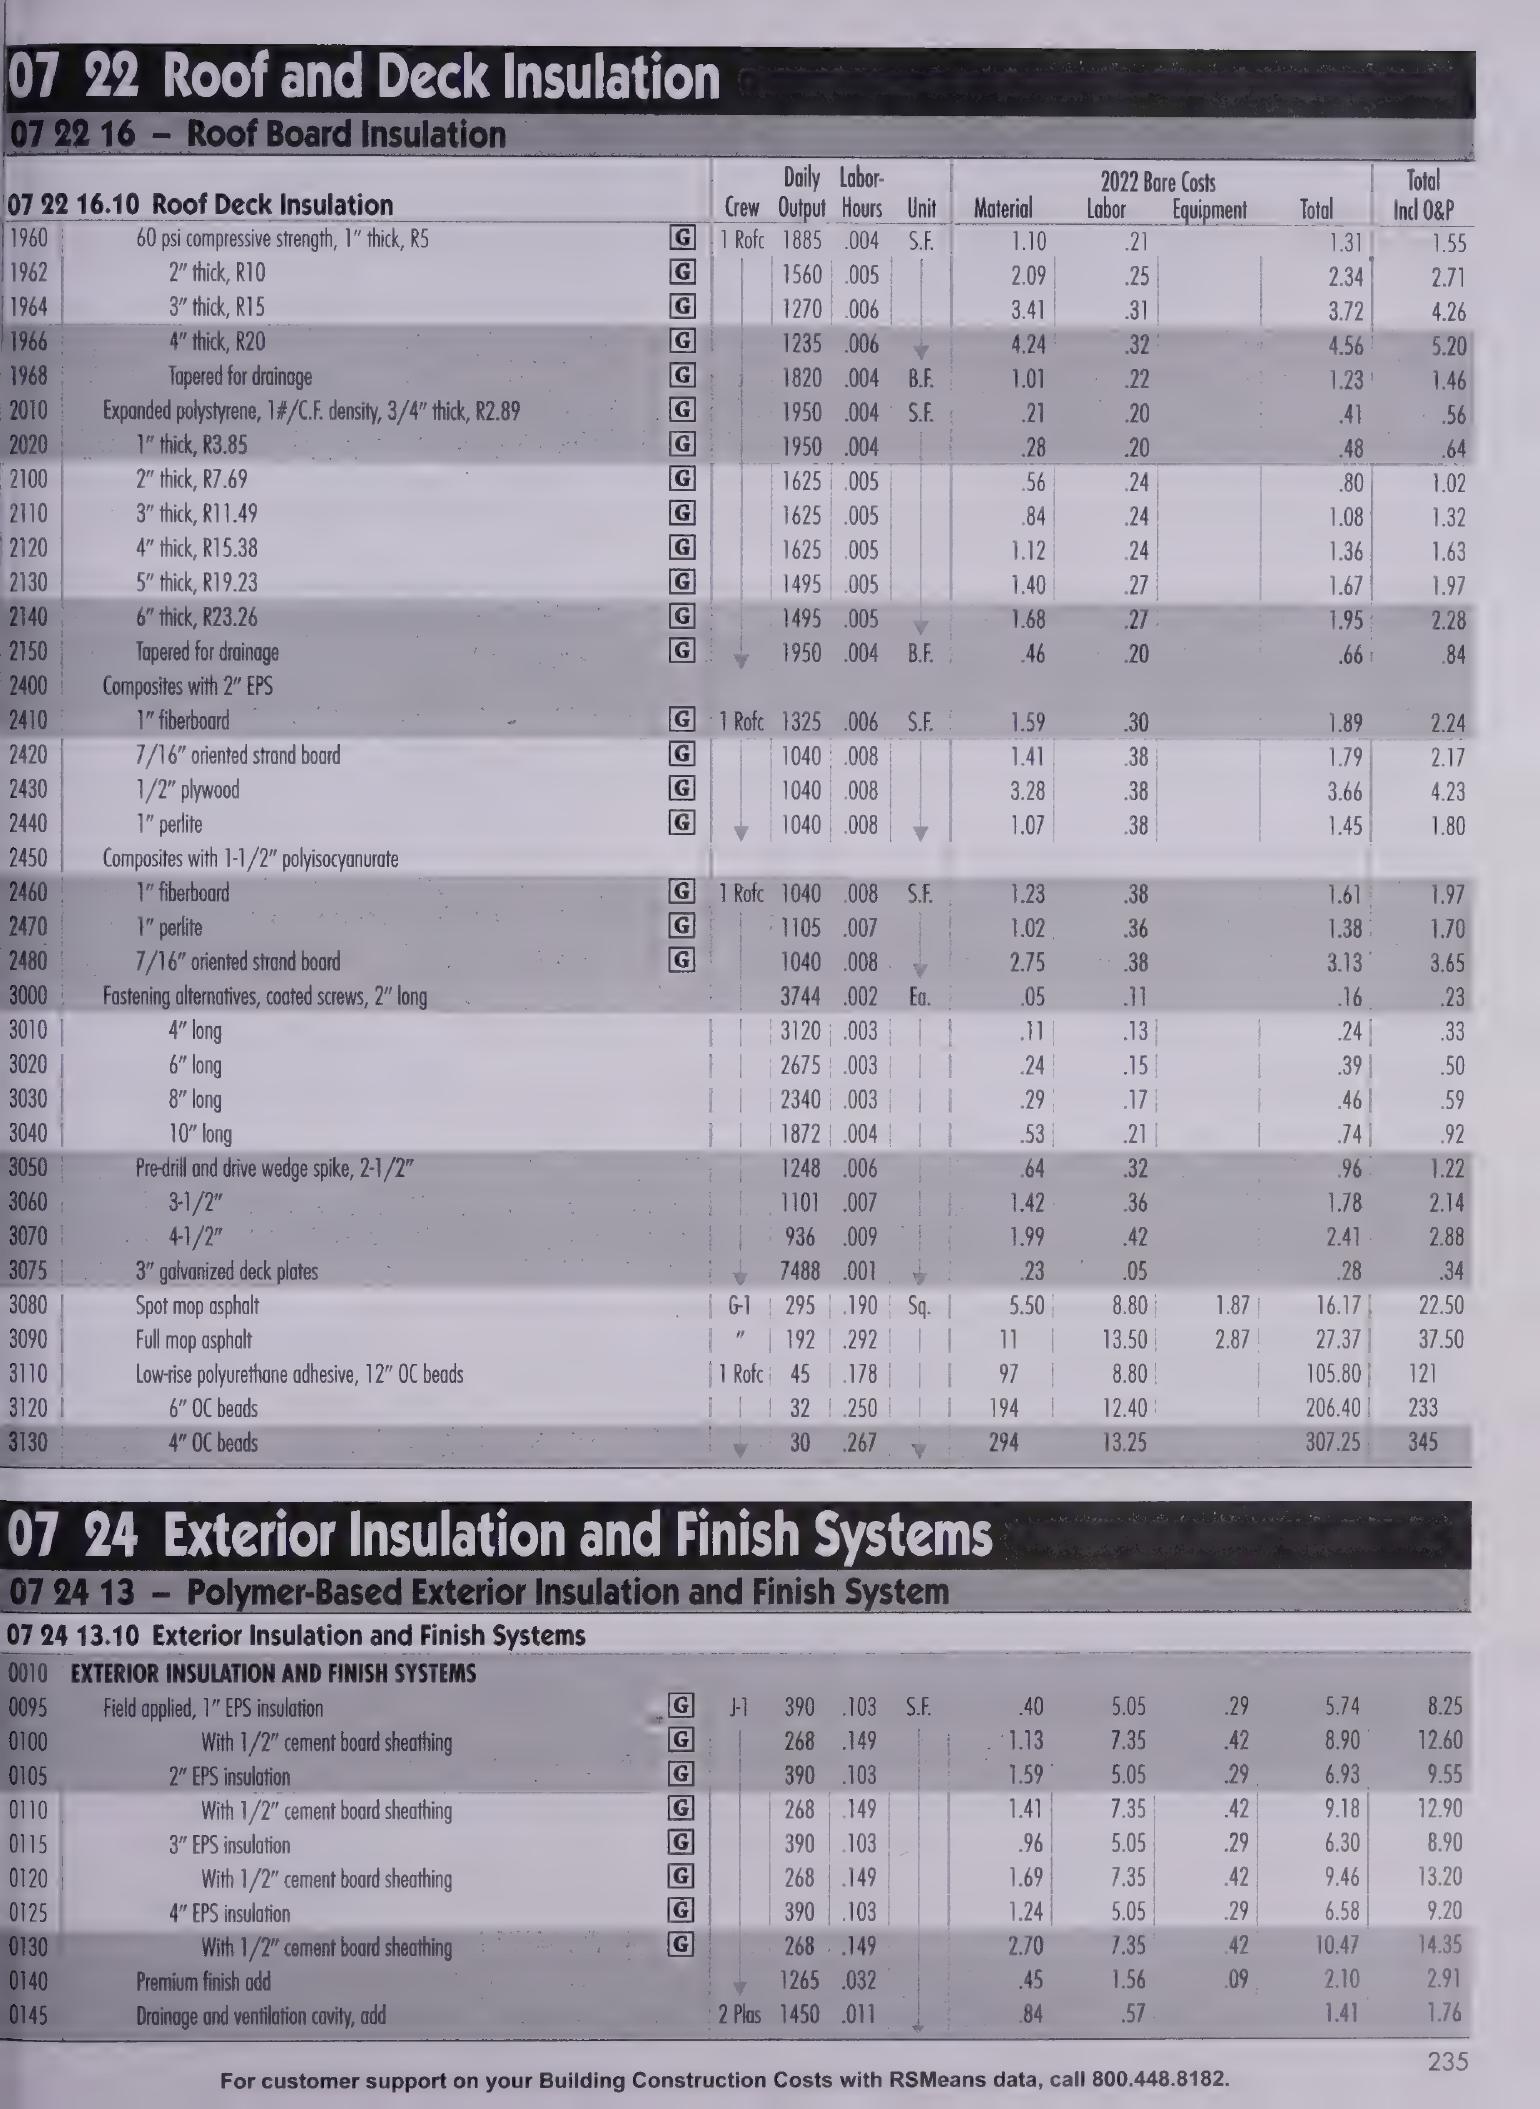 07 22 Roof and Deck Insulation
07 22 16 – Roof Board Insulation
Daily Labor- 2022 Bare Costs Total
07 22 16.10 Roof Deck Insulation Crew Output Hours Unit Material Labor Equipment Total Incl O&P
1960 60 psi compressive strength, 1" thick, R5 G 1 Rofc 1885 .004 S.F. 1.10 .21 1.31 1.55
1962 2" thick, R10 G 1560 .005 2.09 .25 2.34 2.71
1964 3" thick, R15 G 1270 .006 3.41 .31 3.72 4.26
1966 4" thick, R20 G 1235 .006 4.24 .32 4.56 5.20
1968 Tapered for drainage G 1820 .004 B.F. 1.01 .22 1.23 1.46
2010 Expanded polystyrene, 1#/C.F. density, 3/4" thick, R2.89 G 1950 .004 S.F. .21 .20 .41 .56
2020 1" thick, R3.85 G 1950 .004 .28 .20 .48 .64
2100 2" thick, R7.69 G 1625 .005 .56 .24 .80 1.02
2110 3" thick, R11.49 G 1625 .005 .84 .24 1.08 1.32
2120 4" thick, R15.38 G 1625 .005 1.12 .24 1.36 1.63
2130 5" thick, R19.23 G 1495 .005 1.40 .27 1.67 1.97
2140 6" thick, R23.26 G 1495 .005 1.68 .27 1.95 2.28
2150 Tapered for drainage G 1950 .004 B.F. .46 .20 .66 .84
2400 Composites with 2" EPS
2410 1" fiberboard G 1 Rofc 1325 .006 S.F. 1.59 .30 1.89 2.24
2420 7/16" oriented strand board G 1040 .008 1.41 .38 1.79 2.17
2430 1/2" plywood G 1040 .008 3.28 .38 3.66 4.23
2440 1" perlite G 1040 .008 1.07 .38 1.45 1.80
2450 Composites with 1-1/2" polyisocyanurate
2460 1" fiberboard G 1 Rofc 1040 .008 S.F. 1.23 .38 1.61 1.97
2470 1" perlite G 1105 .007 1.02 .36 1.38 1.70
2480 7/16" oriented strand board G 1040 .008 2.75 .38 3.13 3.65
3000 Fastening alternatives, coated screws, 2" long 3744 .002 Ea. .05 .11 .16 .23
3010 4" long 3120 .003 .11 .13 .24 .33
3020 6" long 2675 .003 .24 .15 .39 .50
3030 8" long 2340 .003 .29 .17 .46 .59
3040 10" long 1872 .004 .53 .21 .74 .92
3050 Pre-drill and drive wedge spike, 2-1/2" 1248 .006 .64 .32 .96 1.22
3060 3-1/2" 1101 .007 1.42 .36 1.78 2.14
3070 4-1/2" 936 .009 1.99 .42 2.41 2.88
3075 3" galvanized deck plates 7488 .001 .23 .05 .28 .34
3080 Spot mop asphalt G-1 295 .190 Sq. 5.50 8.80 1.87 16.17 22.50
3090 Full mop asphalt " 192 .292 11 13.50 2.87 27.37 37.50
3110 Low-rise polyurethane adhesive, 12" OC beads 1 Rofc 45 .178 97 8.80 105.80 121
3120 6" OC beads 32 .250 194 12.40 206.40 233
3130 4" OC beads 30 .267 294 13.25 307.25 345
07 24 Exterior Insulation and Finish Systems
07 24 13 – Polymer-Based Exterior Insulation and Finish System
07 24 13.10 Exterior Insulation and Finish Systems
0010 EXTERIOR INSULATION AND FINISH SYSTEMS
0095 Field applied, 1" EPS insulation G J-1 390 .103 S.F. .40 5.05 .29 5.74 8.25
0100 With 1/2" cement board sheathing G 268 .149 1.13 7.35 .42 8.90 12.60
0105 2" EPS insulation G 390 .103 1.59 5.05 .29 6.93 9.55
0110 With 1/2" cement board sheathing G 268 .149 1.41 7.35 .42 9.18 12.90
0115 3" EPS insulation G 390 .103 .96 5.05 .29 6.30 8.90
0120 With 1/2" cement board sheathing G 268 .149 1.69 7.35 .42 9.46 13.20
0125 4" EPS insulation G 390 .103 1.24 5.05 .29 6.58 9.20
0130 With 1/2" cement board sheathing G 268 .149 2.70 7.35 .42 10.47 14.35
0140 Premium finish add 1265 .032 .45 1.56 .09 2.10 2.91
0145 Drainage and ventilation cavity, add 2 Plas 1450 .011 .84 .57 1.41 1.76
235
For customer support on your Building Construction Costs with RSMeans data, call 800.448.8182.